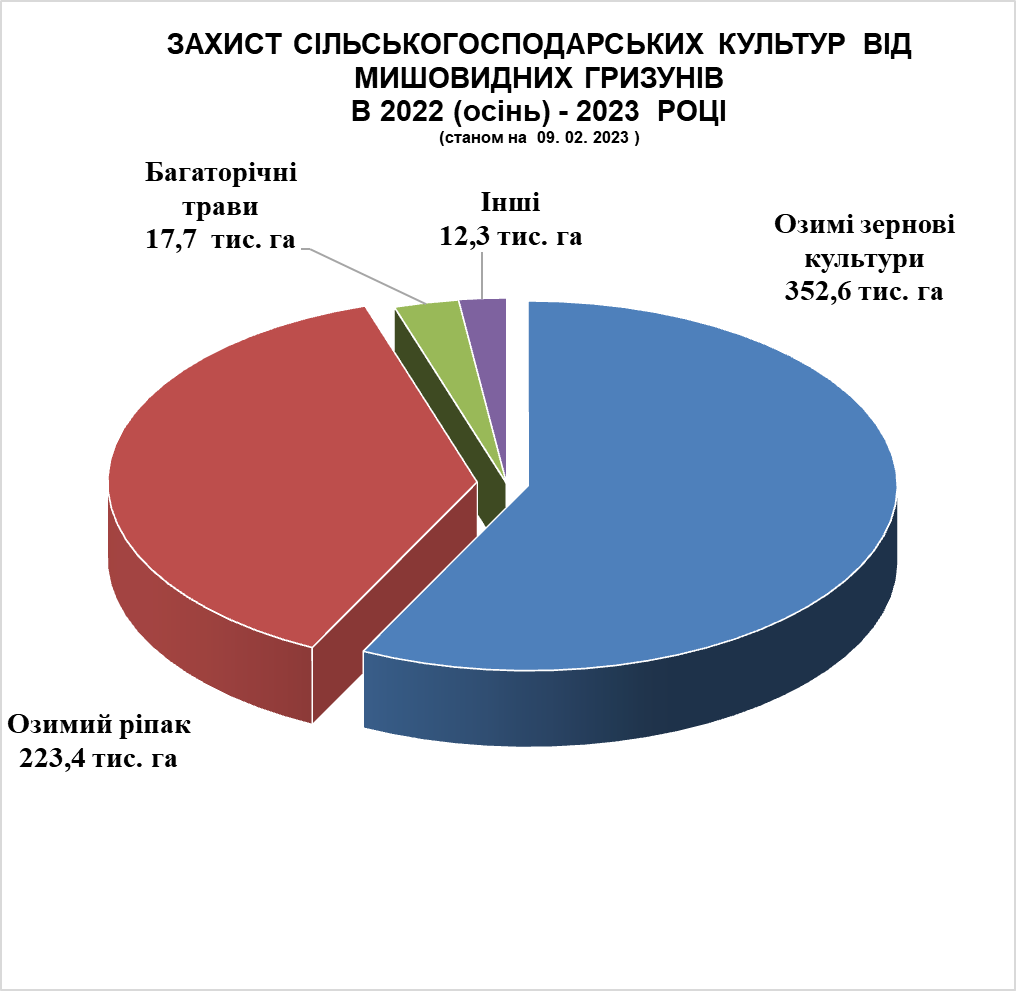 ЗАХИСТ СІЛЬСЬКОГОСПОДАРСЬКИХ КУЛЬТУР ВІД
МИШОВИДНИХ ГРИЗУНІВ
В 2022 (осінь) - 2023 РОЦІ
(станом на 09. 02. 2023 )
Багаторічні
трави
17,7 тис. га
Інші
12,3 тис. га
Озимі зернові
культури
352,6 тис. га
Озимий ріпак
223,4 тис. га